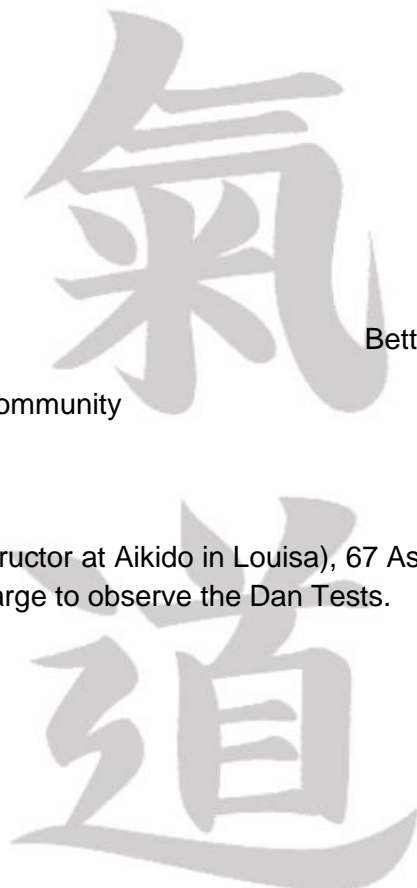 氣
Bett
ommunity
道
ructor at Aikido in Louisa), 67 As
arge to observe the Dan Tests.